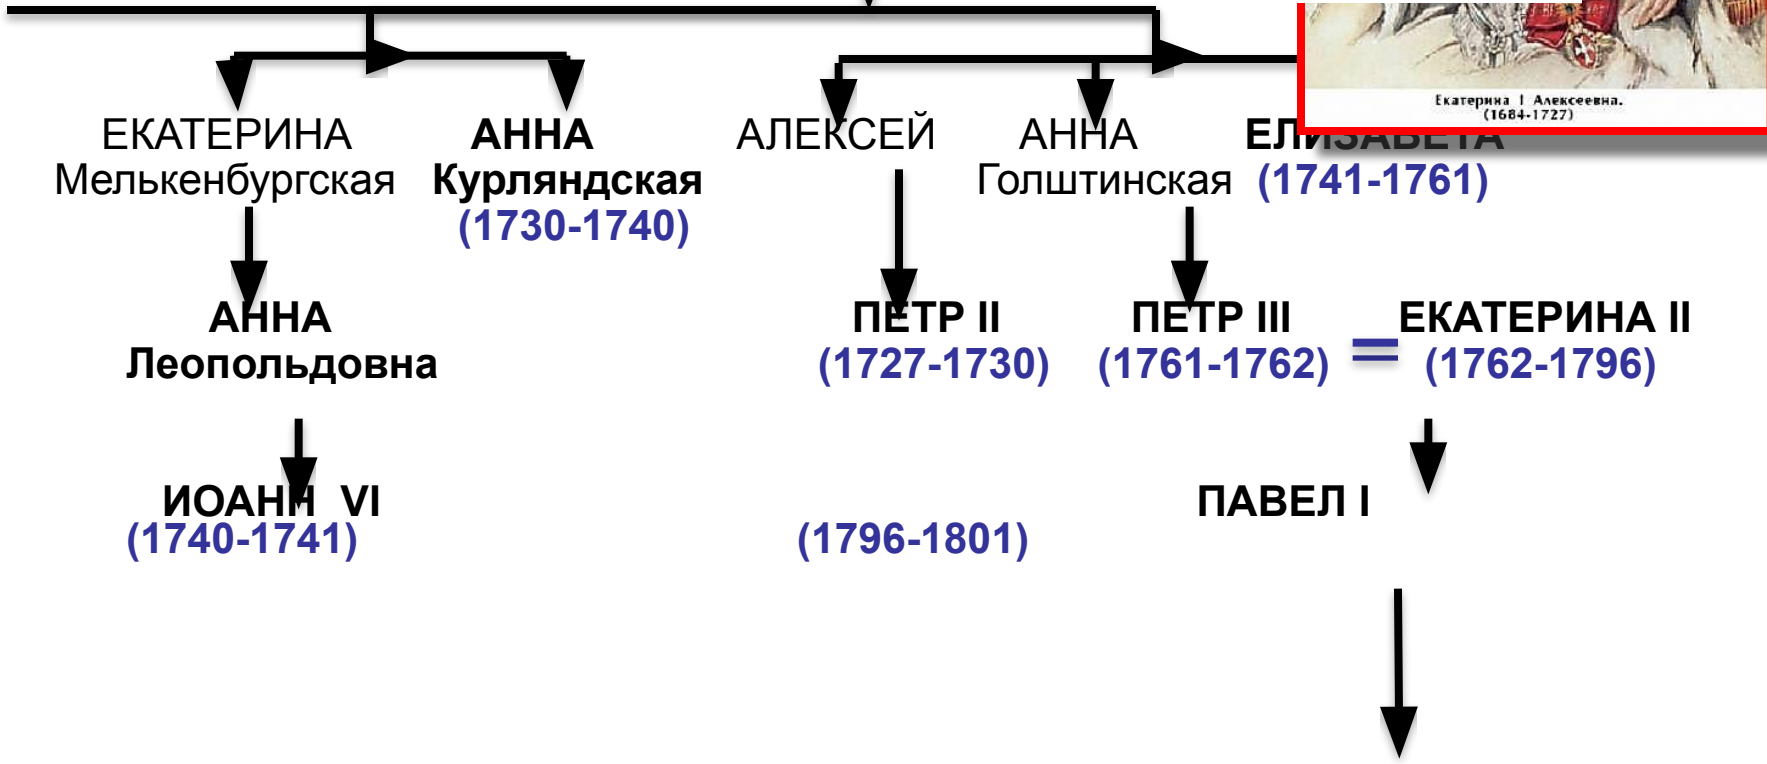 Екатерина I Алексеевна.
(1684-1727)
ЕКАТЕРИНА АННА АЛЕКСЕЙ АННА ЕЛИЗАВЕТА
Мелькенбургская Курляндская Голштинская (1741-1761)
(1730-1740)
АННА ПЕТР II ПЕТР III ЕКАТЕРИНА II
Леопольдовна (1727-1730) (1761-1762) = (1762-1796)
ИОАНН VI ПАВЕЛ I
(1740-1741) (1796-1801)